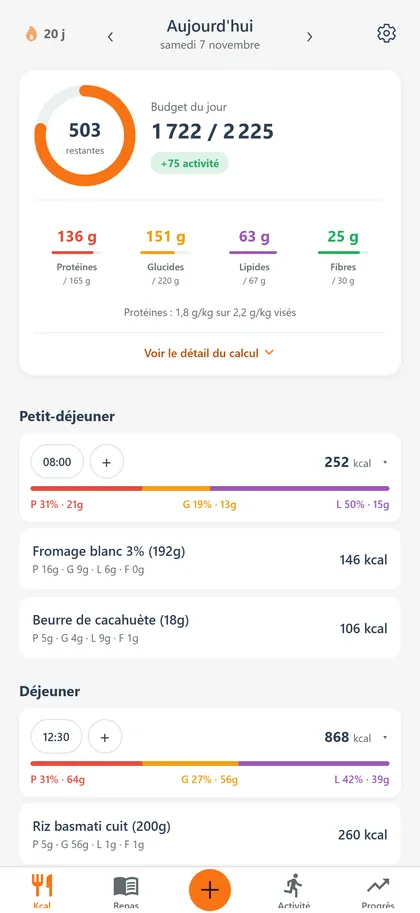 20 j
Aujourd'hui
samedi 7 novembre
503
restantes
Budget du jour
1 722 / 2 225
+75 activité
136 g
151 g
63 g
25 g
Protéines
Glucides
Lipides
Fibres
/ 165 g
/ 220 g
/ 67 g
/ 30 g
Protéines : 1,8 g/kg sur 2,2 g/kg visés
Voir le détail du calcul
Petit-déjeuner
08:00
+
252 kcal
P 31% · 21g
G 19% · 13g
L 50% · 15g
Fromage blanc 3% (192g)
P 16g · G 9g · L 6g · F 0g
146 kcal
Beurre de cacahuète (18g)
P 5g · G 4g · L 9g · F 1g
106 kcal
Déjeuner
12:30
+
868 kcal
P 31% · 64g
G 27% · 56g
L 42% · 39g
Riz basmati cuit (200g)
P 5g · G 56g · L 1g · F 1g
260 kcal
Kcal
Repas
Activité
Progrès